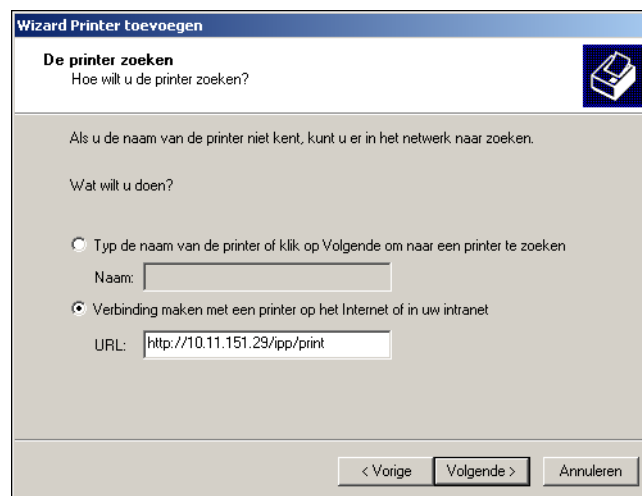 Wizard Printer toevoegen
De printer zoeken
Hoe wilt u de printer zoeken?
Als u de naam van de printer niet kent, kunt u er in het netwerk naar zoeken.
Wat wilt u doen?
Typ de naam van de printer of klik op Volgende om naar een printer te zoeken
Naam:
Verbinding maken met een printer op het Internet of in uw intranet
URL: http://10.11.151.29/ipp/print
< Vorige Volgende > Annuleren